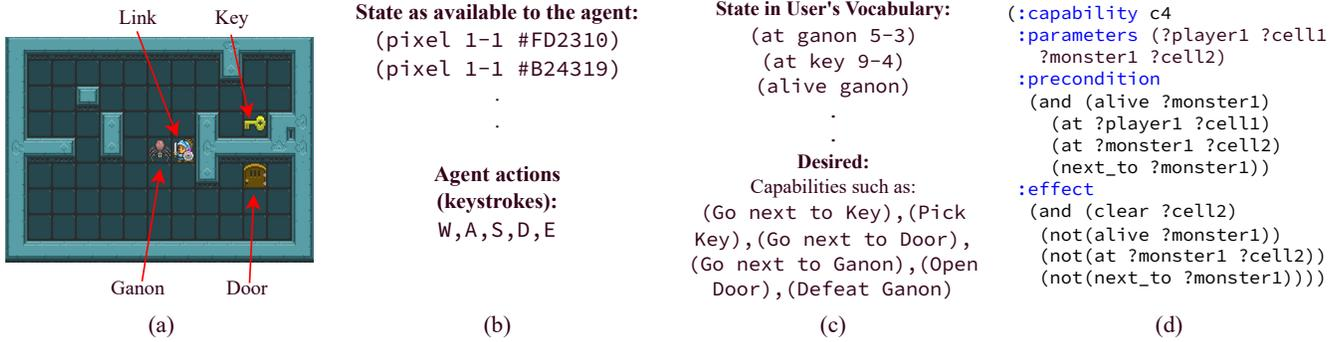 Link
Key
Ganon
Door
(a)
State as available to the agent:
(pixel 1-1 #FD2310)
(pixel 1-1 #B24319)
.
.
Agent actions
(keystrokes):
W,A,S,D,E
(b)
State in User's Vocabulary:
(at ganon 5-3)
(at key 9-4)
(alive ganon)
.
.
Desired:
Capabilities such as:
(Go next to Key),(Pick
Key),(Go next to Door),
(Go next to Ganon),(Open
Door),(Defeat Ganon)
(c)
(:capability c4
:parameters (?player1 ?cell1
?monster1 ?cell2)
:precondition
(and (alive ?monster1)
(at ?player1 ?cell1)
(at ?monster1 ?cell2)
(next_to ?monster1))
:effect
(and (clear ?cell2)
(not(alive ?monster1))
(not(at ?monster1 ?cell2))
(not(next_to ?monster1))))
(d)